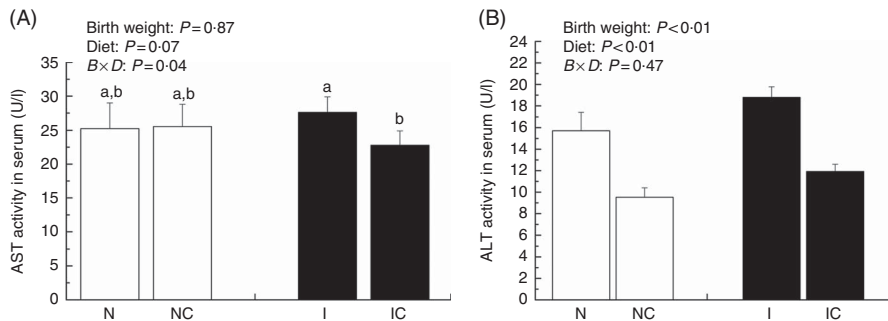 (A)
Birth weight: P=0·87
Diet: P=0·07
B×D: P=0·04
AST activity in serum (U/l)
35
30
25
20
15
10
5
0
a,b
a,b
a
b
N
NC
I
IC
(B)
Birth weight: P<0·01
Diet: P<0·01
B×D: P=0·47
ALT activity in serum (U/l)
24
22
20
18
16
14
12
10
8
6
4
2
0
N
NC
I
IC